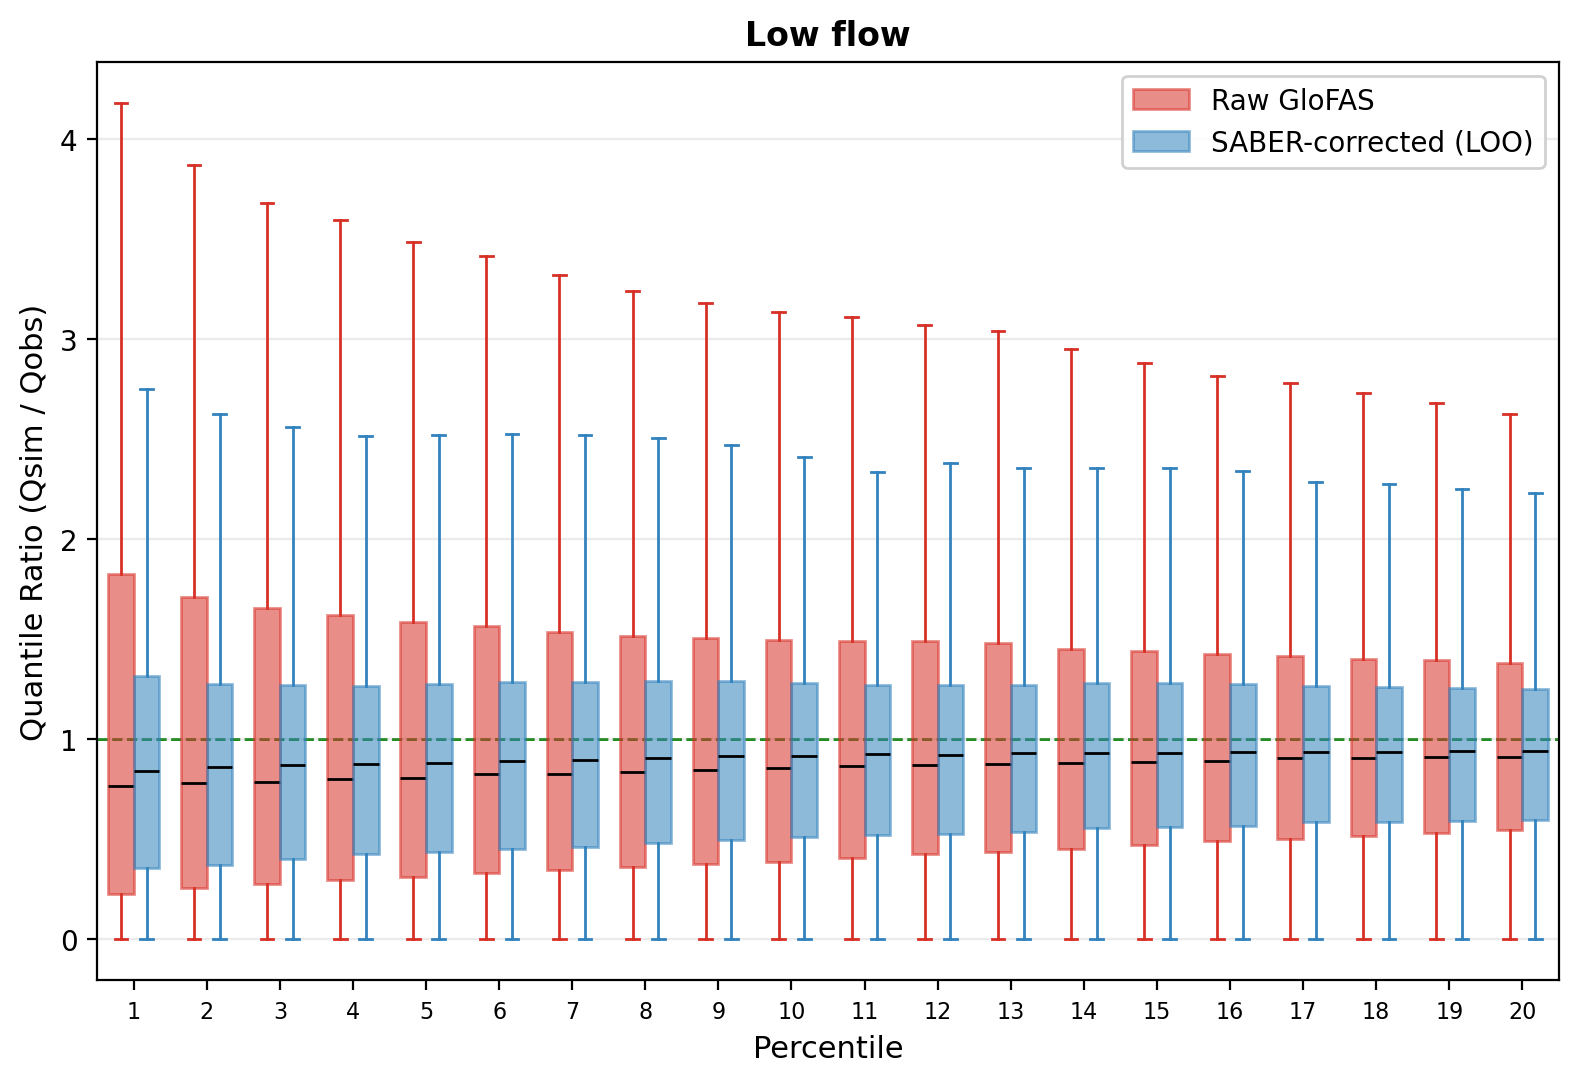 Low flow
Raw GloFAS
SABER-corrected (LOO)
Quantile Ratio (Qsim / Qobs)
4
3
2
1
0
1 2 3 4 5 6 7 8 9 10 11 12 13 14 15 16 17 18 19 20
Percentile